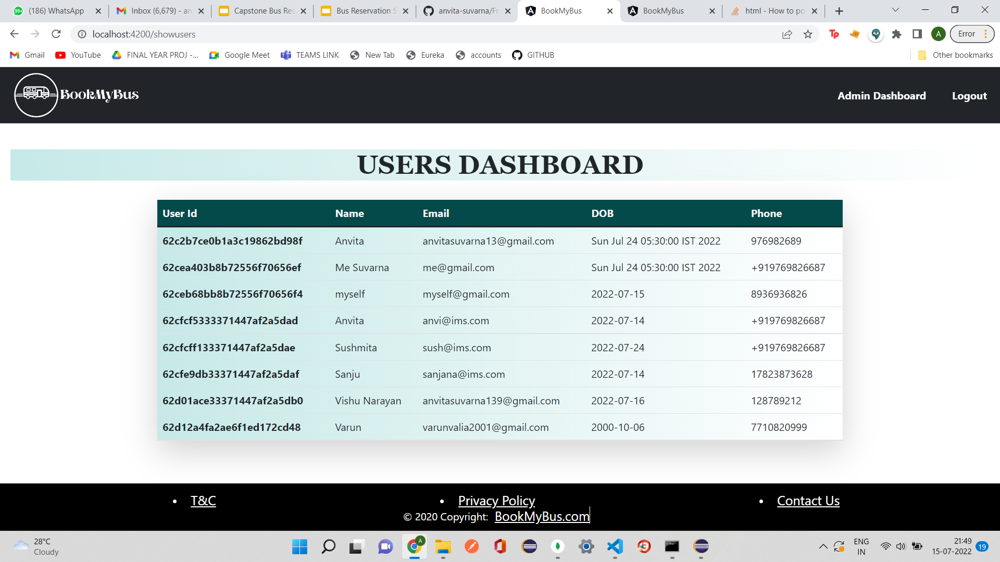 (186) WhatsApp
Inbox (6,679) - an
Capstone Bus Res
Bus Reservation S
anvita-suvarna/Fr
BookMyBus
BookMyBus
html - How to po
localhost:4200/showusers
Tp
A
Error
Gmail
YouTube
FINAL YEAR PROJ -...
Google Meet
TEAMS LINK
New Tab
Eureka
accounts
GITHUB
Other bookmarks
BookMyBus
Admin Dashboard
Logout
USERS DASHBOARD
User Id Name Email DOB Phone
62c2b7ce0b1a3c19862bd98f Anvita anvitasuvarna13@gmail.com Sun Jul 24 05:30:00 IST 2022 976982689
62cea403b8b72556f70656ef Me Suvarna me@gmail.com Sun Jul 24 05:30:00 IST 2022 +919769826687
62ceb68bb8b72556f70656f4 myself myself@gmail.com 2022-07-15 8936936826
62cfcf5333371447af2a5dad Anvita anvi@ims.com 2022-07-14 +919769826687
62cfcff133371447af2a5dae Sushmita sush@ims.com 2022-07-24 +919769826687
62cfe9db33371447af2a5daf Sanju sanjana@ims.com 2022-07-14 17823873628
62d01ace33371447af2a5db0 Vishu Narayan anvitasuvarna139@gmail.com 2022-07-16 128789212
62d12a4fa2ae6f1ed172cd48 Varun varunvalia2001@gmail.com 2000-10-06 7710820999
T&C
Privacy Policy
Contact Us
© 2020 Copyright: BookMyBus.com
28°C
Cloudy
A
ENG
IN
21:49
15-07-2022
19